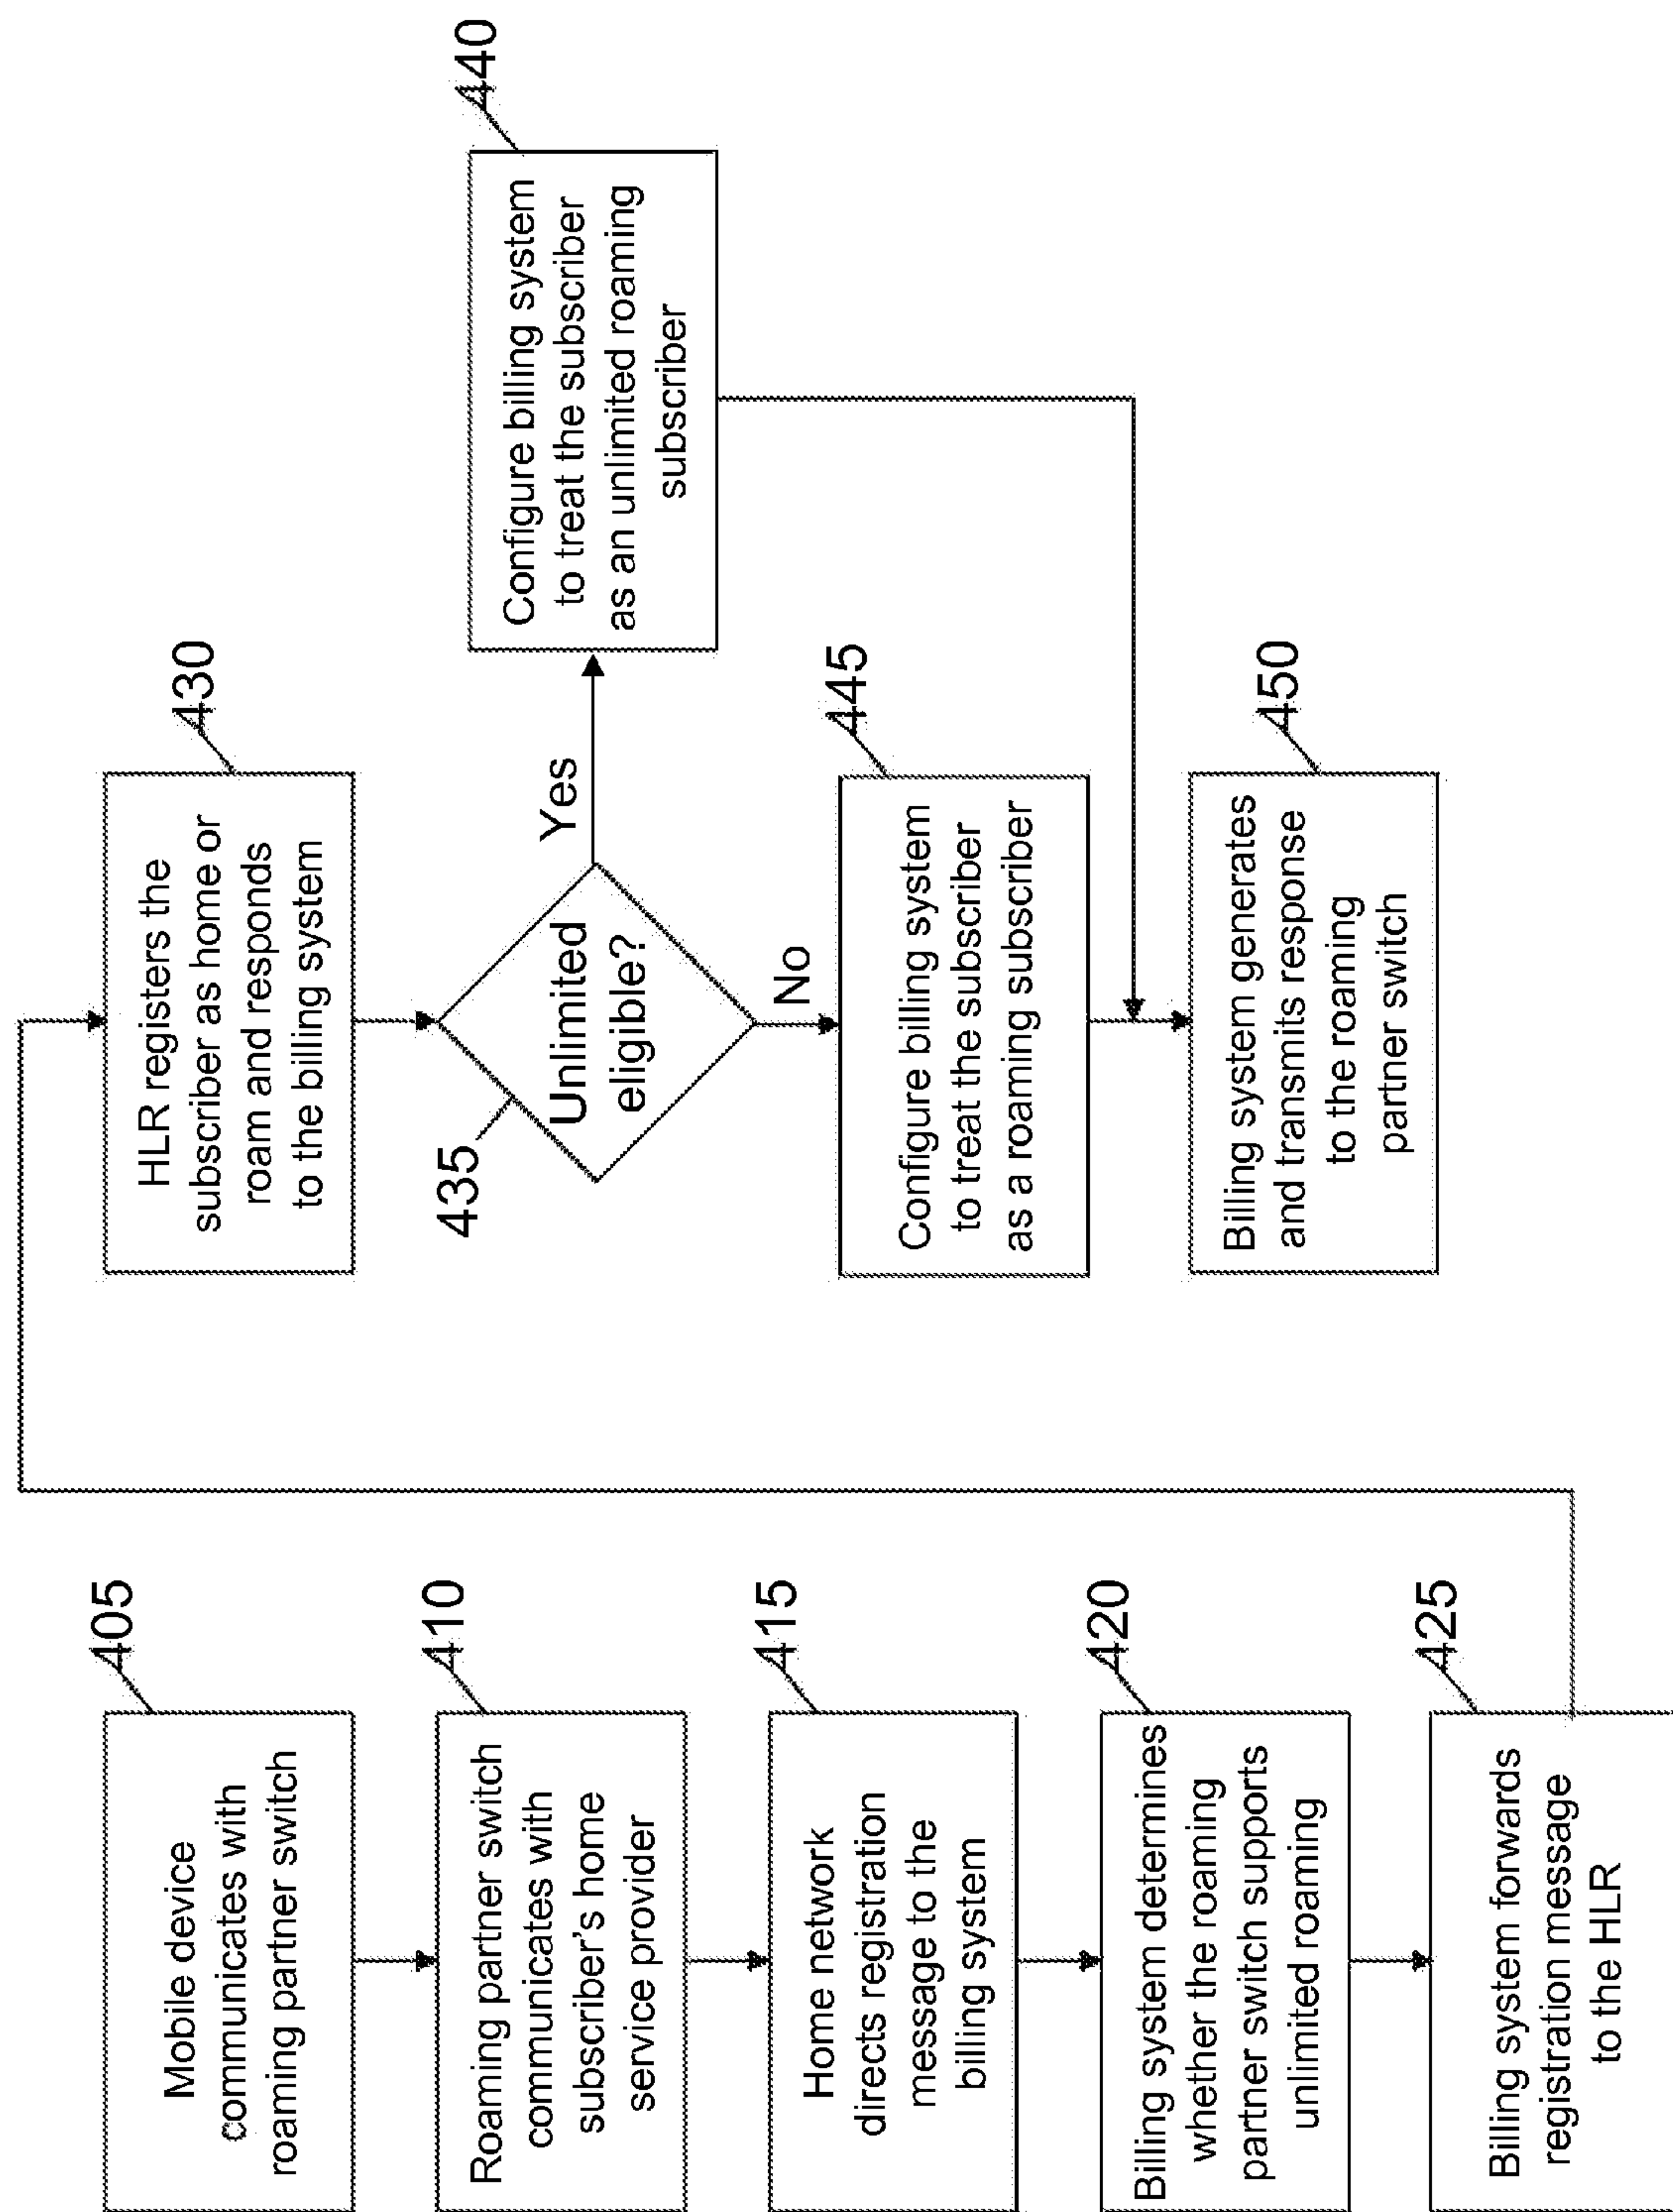 405
Mobile device
communicates with
roaming partner switch
410
Roaming partner switch
communicates with
subscriber's home
service provider
415
Home network
directs registration
message to the
billing system
420
Billing system determines
whether the roaming
partner switch supports
unlimited roaming
425
Billing system forwards
registration message
to the HLR
430
HLR registers the
subscriber as home or
roam and responds
to the billing system
435
Unlimited
eligible?
Yes
No
440
Configure billing system
to treat the subscriber
as an unlimited roaming
subscriber
445
Configure billing system
to treat the subscriber
as a roaming subscriber
450
Billing system generates
and transmits response
to the roaming
partner switch